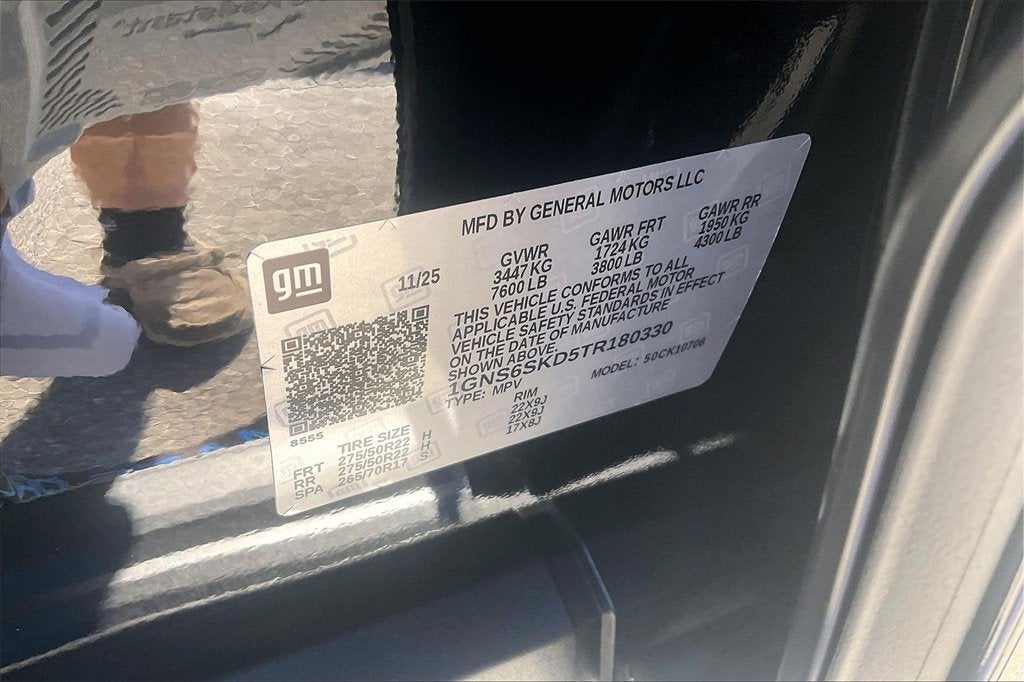 MFD BY GENERAL MOTORS LLC
gm
11/25
GVWR GAWR FRT GAWR RR
3447 KG 1724 KG 1950 KG
7600 LB 3800 LB 4300 LB
THIS VEHICLE CONFORMS TO ALL
APPLICABLE U.S. FEDERAL MOTOR
VEHICLE SAFETY STANDARDS IN EFFECT
ON THE DATE OF MANUFACTURE
SHOWN ABOVE.
1GNS6SKD5TR180330
TYPE: MPV MODEL: 50CK10706
8555
TIRE SIZE RIM
FRT 275/50R22 H 22X9J
RR 275/50R22 H 22X9J
SPA 265/70R17 S 17X8J